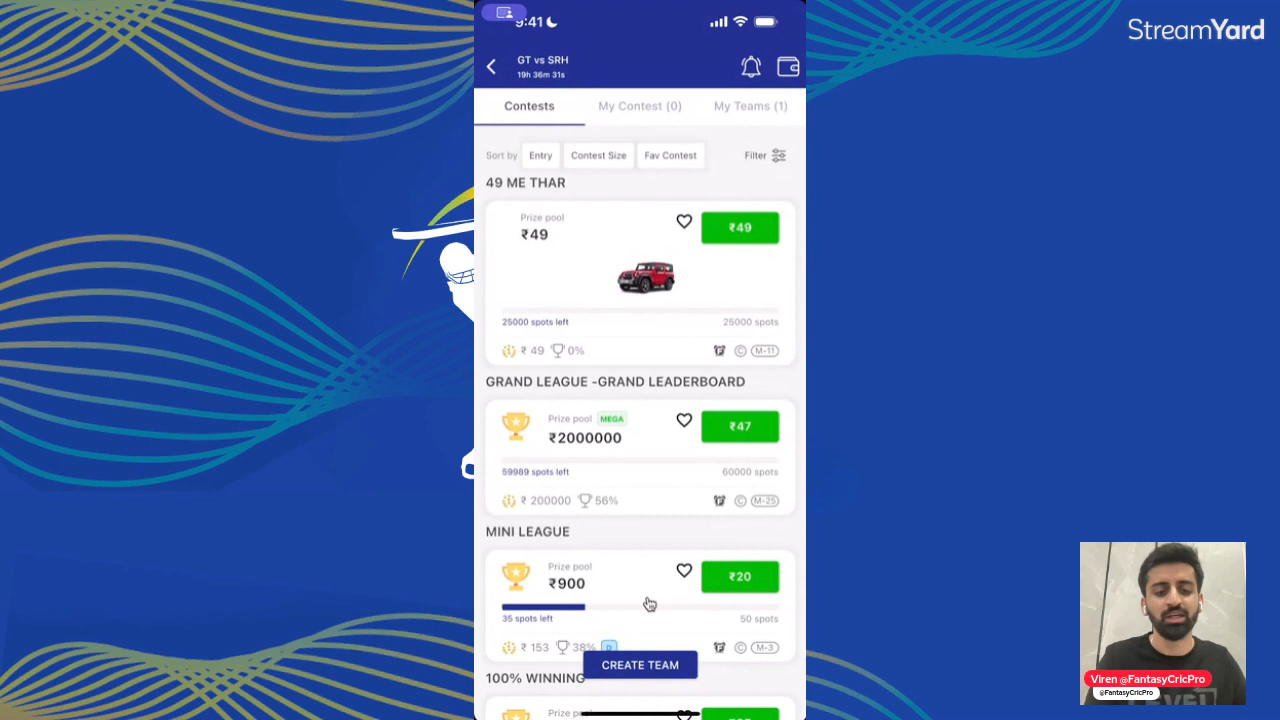 StreamYard
9:41
GT vs SRH
19h 36m 31s
Contests My Contest (0) My Teams (1)
Sort by Entry Contest Size Fav Contest Filter
49 ME THAR
Prize pool
₹49
₹49
25000 spots left 25000 spots
₹ 49 0% C M-11
GRAND LEAGUE -GRAND LEADERBOARD
Prize pool MEGA
₹2000000
₹47
59989 spots left 60000 spots
₹ 200000 56% C M-25
MINI LEAGUE
Prize pool
₹900
₹20
35 spots left 50 spots
₹ 153 38% D C M-3
CREATE TEAM
100% WINNING
Prize
Viren @FantasyCricPro
@FantasyCricPro